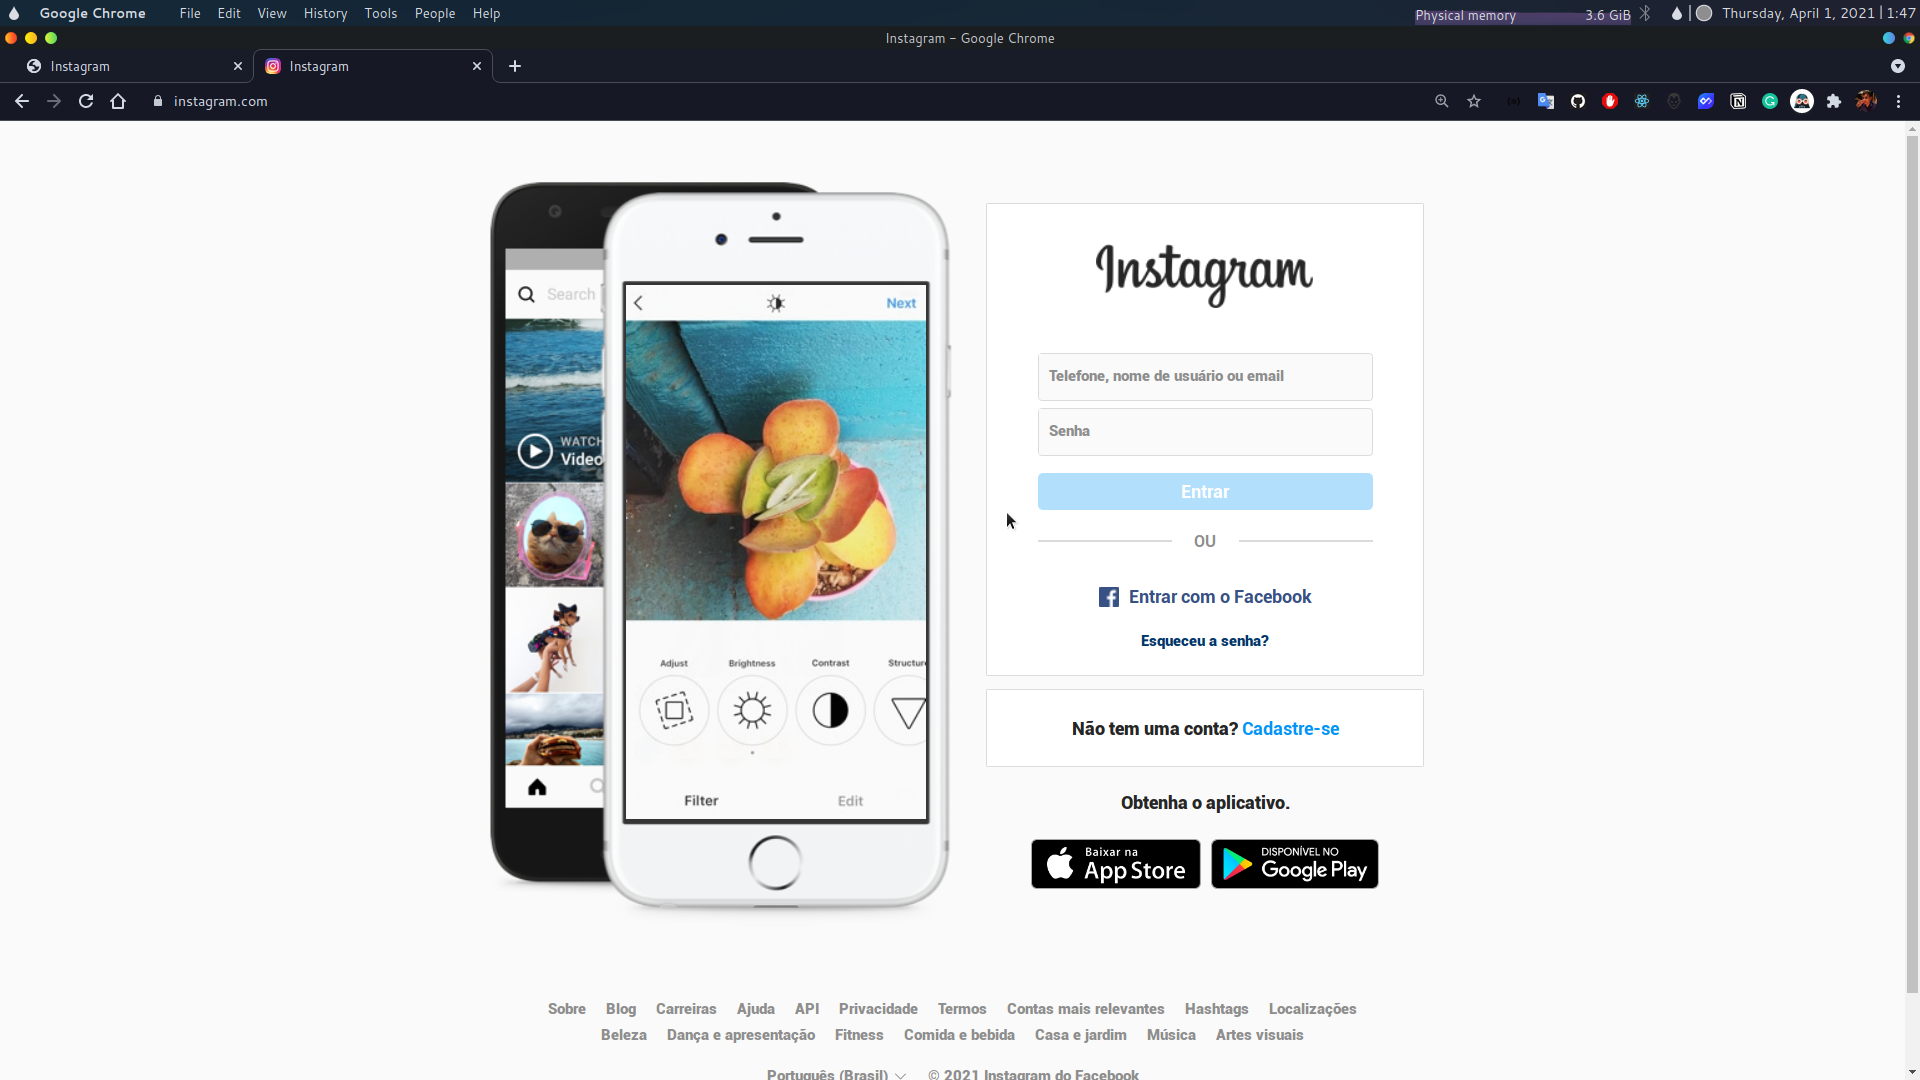 Google Chrome File Edit View History Tools People Help
Physical memory 3.6 GiB
Thursday, April 1, 2021 | 1:47
Instagram - Google Chrome
Instagram
Instagram
instagram.com
Search
WATCH
Video
Next
Adjust Brightness Contrast Structure
Filter Edit
Instagram
Telefone, nome de usuário ou email
Senha
Entrar
OU
Entrar com o Facebook
Esqueceu a senha?
Não tem uma conta? Cadastre-se
Obtenha o aplicativo.
Baixar na
App Store
DISPONÍVEL NO
Google Play
Sobre Blog Carreiras Ajuda API Privacidade Termos Contas mais relevantes Hashtags Localizações
Beleza Dança e apresentação Fitness Comida e bebida Casa e jardim Música Artes visuais
Português (Brasil) © 2021 Instagram do Facebook